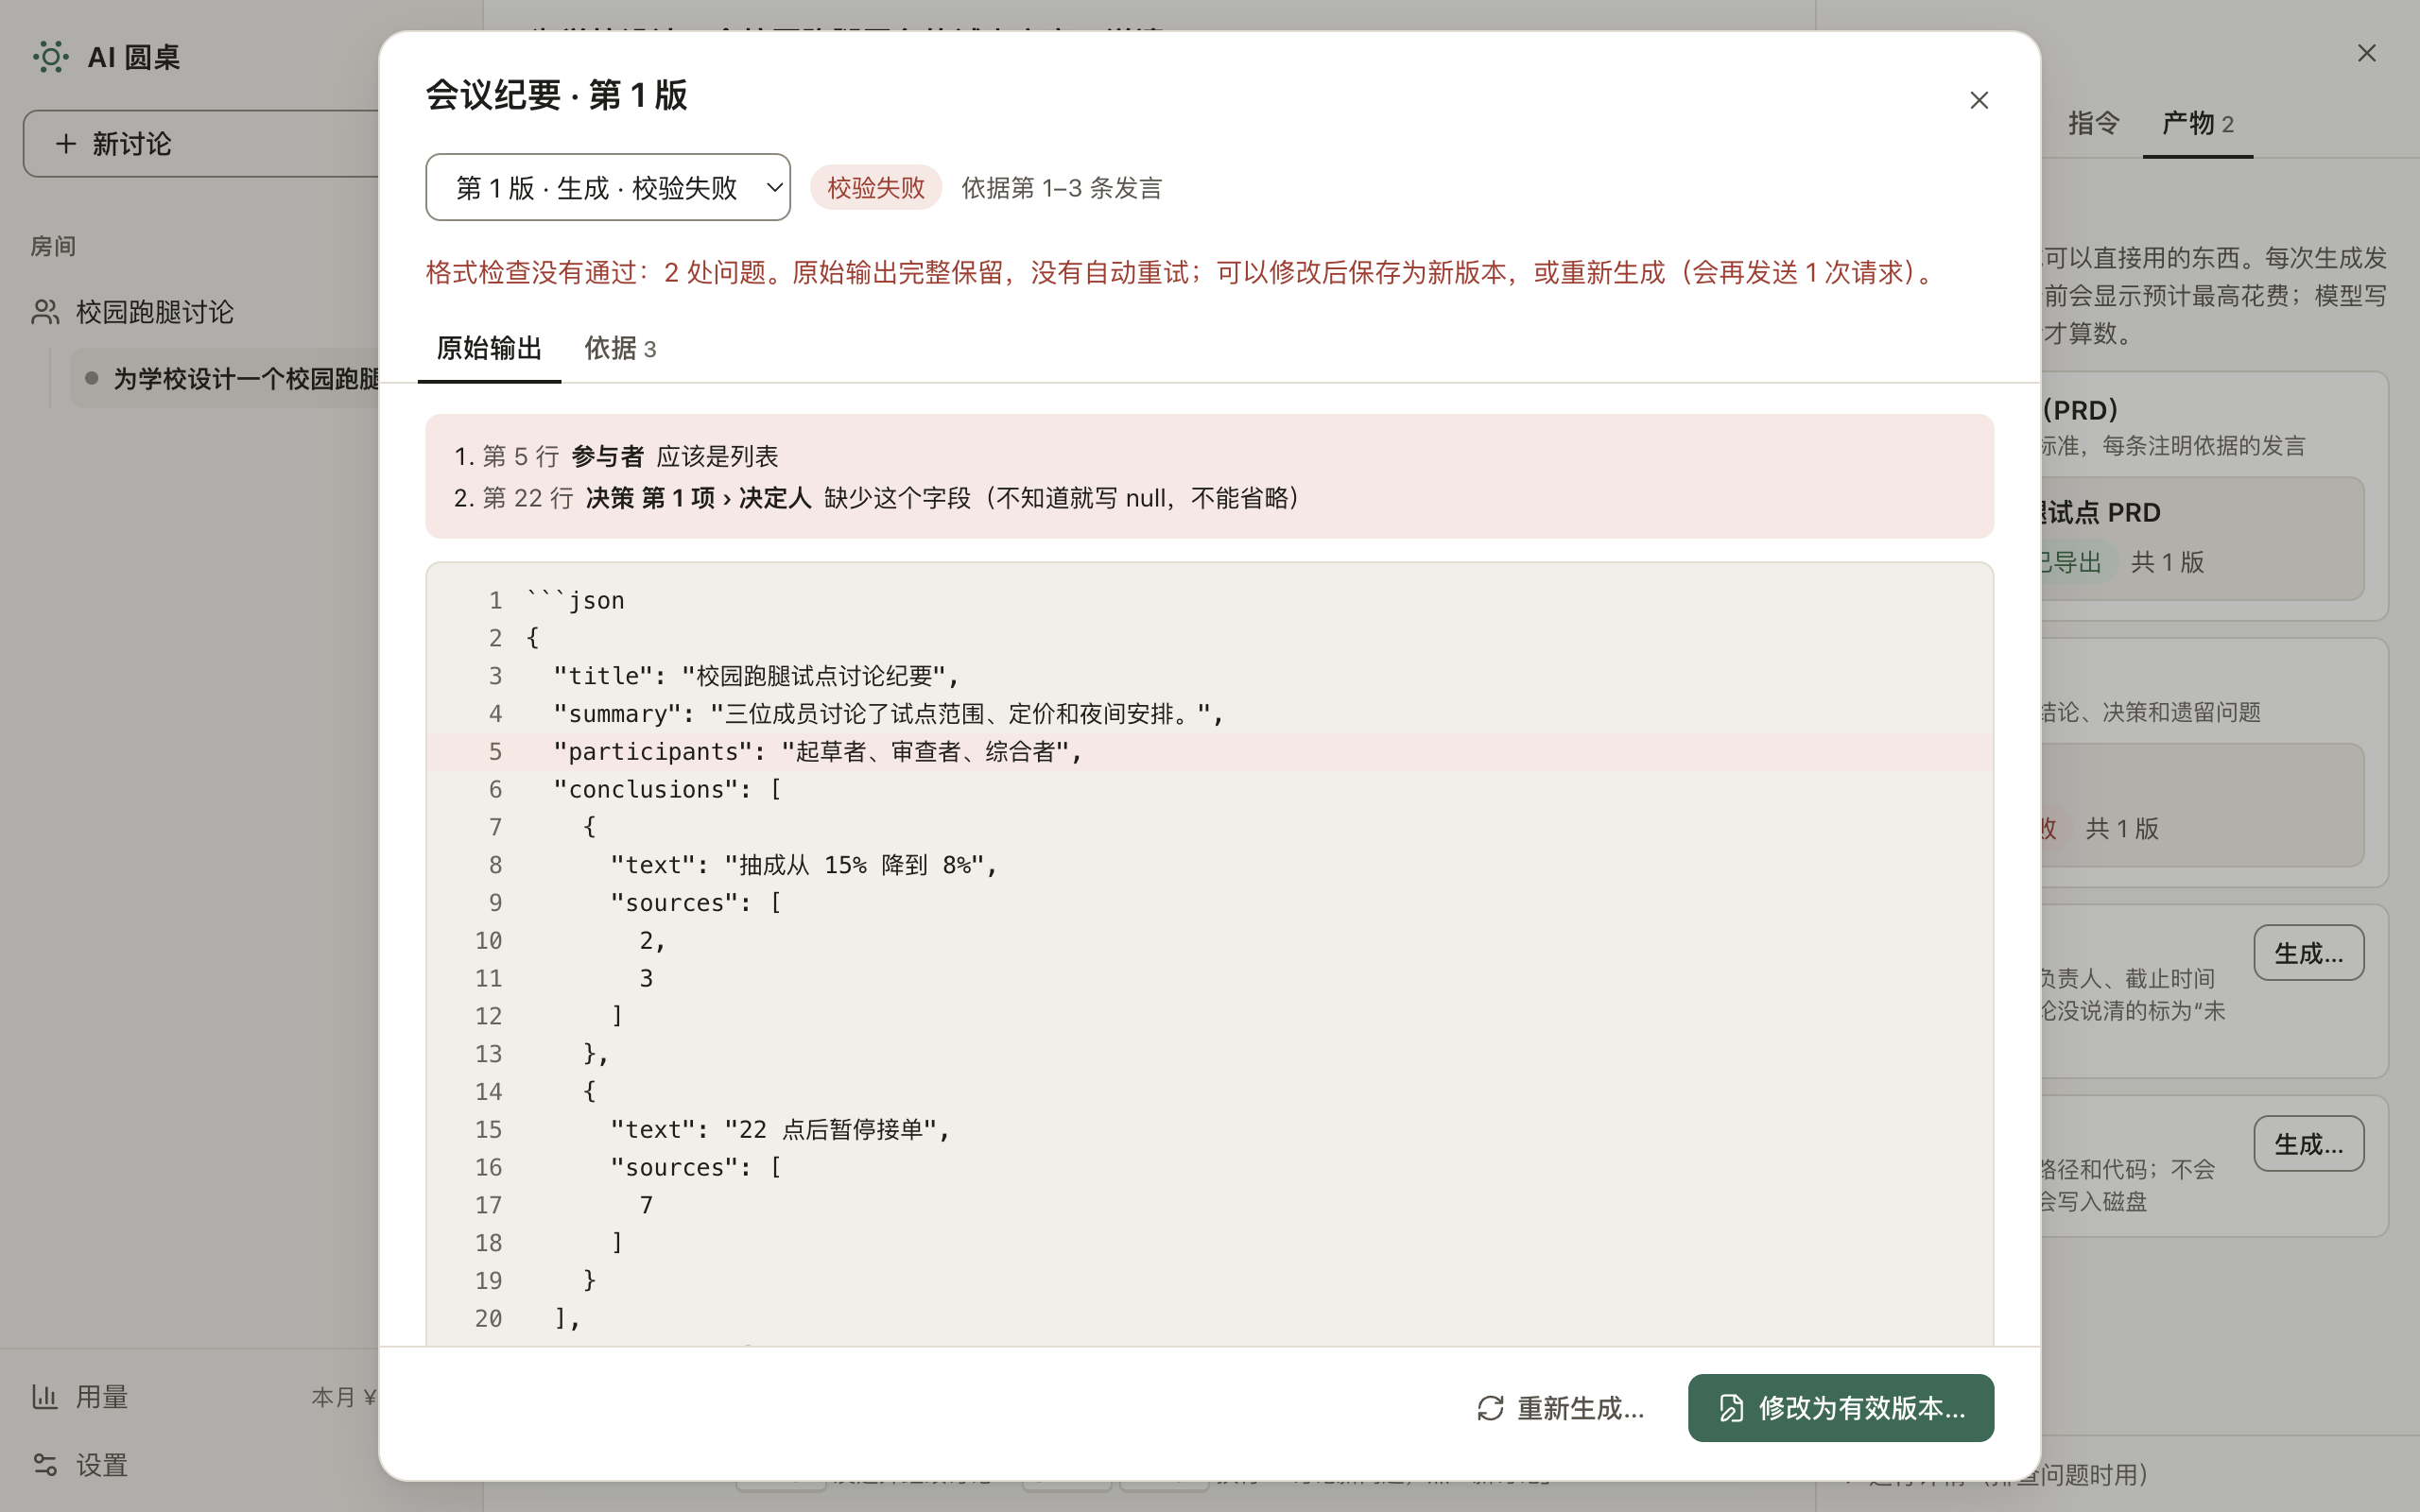 AI 圆桌
新讨论
房间
校园跑腿讨论
为学校设计一个校园跑腿
用量
本月 ¥
设置
会议纪要 · 第 1 版
第 1 版 · 生成 · 校验失败
校验失败
依据第 1–3 条发言
格式检查没有通过：2 处问题。原始输出完整保留，没有自动重试；可以修改后保存为新版本，或重新生成（会再发送 1 次请求）。
原始输出
依据 3
1. 第 5 行 参与者 应该是列表
2. 第 22 行 决策 第 1 项 › 决定人 缺少这个字段（不知道就写 null，不能省略）
1 ```json
2 {
3 "title": "校园跑腿试点讨论纪要",
4 "summary": "三位成员讨论了试点范围、定价和夜间安排。",
5 "participants": "起草者、审查者、综合者",
6 "conclusions": [
7 {
8 "text": "抽成从 15% 降到 8%",
9 "sources": [
10 2,
11 3
12 ]
13 },
14 {
15 "text": "22 点后暂停接单",
16 "sources": [
17 7
18 ]
19 }
20 ],
重新生成...
修改为有效版本...
指令
产物 2
可以直接用的东西。每次生成发
前会显示预计最高花费；模型写
才算数。
（PRD）
标准，每条注明依据的发言
试点 PRD
已导出
共 1 版
结论、决策和遗留问题
败
共 1 版
生成...
负责人、截止时间
论没说清的标为“未
生成...
路径和代码；不会
会写入磁盘
问题时用）